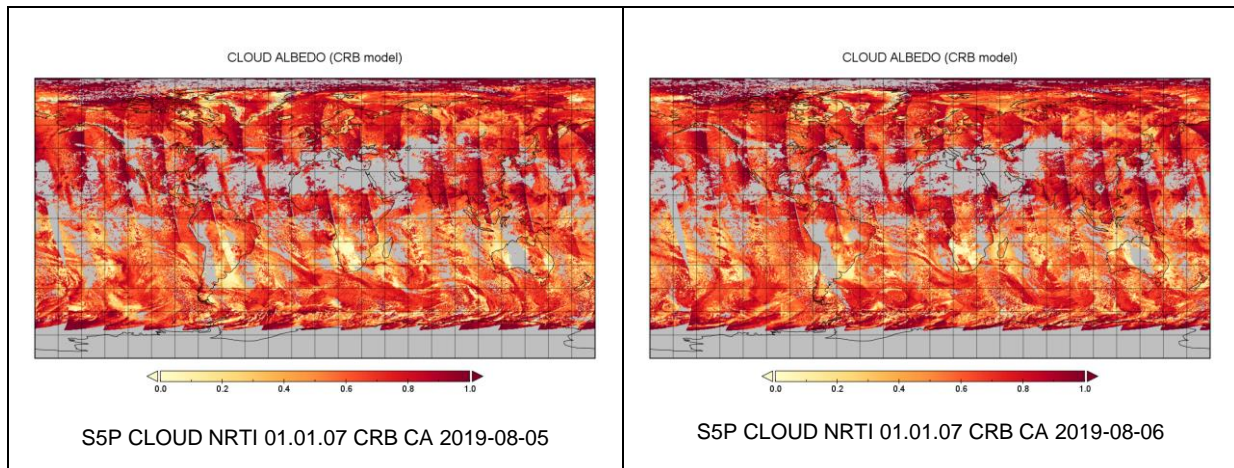 CLOUD ALBEDO (CRB model)
0.0 0.2 0.4 0.6 0.8 1.0
S5P CLOUD NRTI 01.01.07 CRB CA 2019-08-05
CLOUD ALBEDO (CRB model)
0.0 0.2 0.4 0.6 0.8 1.0
S5P CLOUD NRTI 01.01.07 CRB CA 2019-08-06